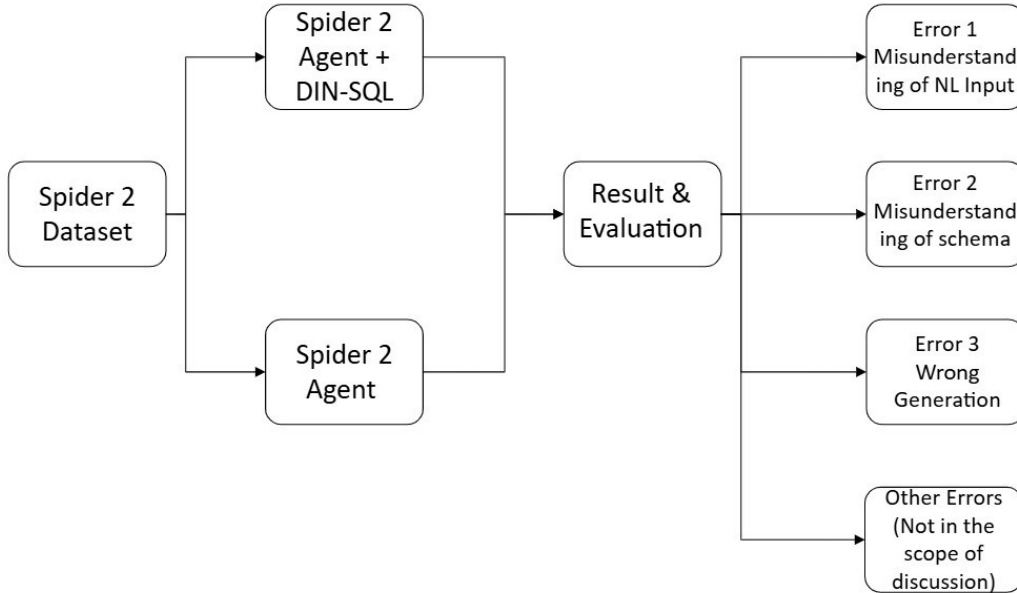 Spider 2
Dataset
Spider 2
Agent +
DIN-SQL
Spider 2
Agent
Result &
Evaluation
Error 1
Misunderstand
ing of NL Input
Error 2
Misunderstand
ing of schema
Error 3
Wrong
Generation
Other Errors
(Not in the
scope of
discussion)